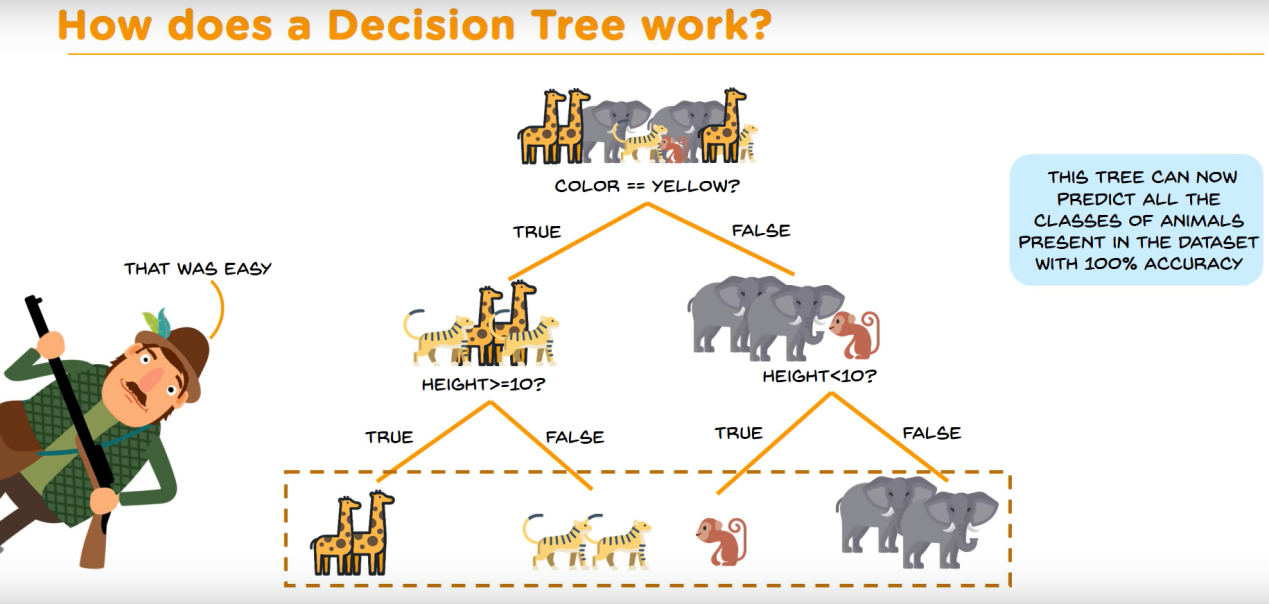 How does a Decision Tree work?
COLOR == YELLOW?
TRUE
FALSE
THIS TREE CAN NOW
PREDICT ALL THE
CLASSES OF ANIMALS
PRESENT IN THE DATASET
WITH 100% ACCURACY
THAT WAS EASY
HEIGHT>=10?
HEIGHT<10?
TRUE
FALSE
TRUE
FALSE